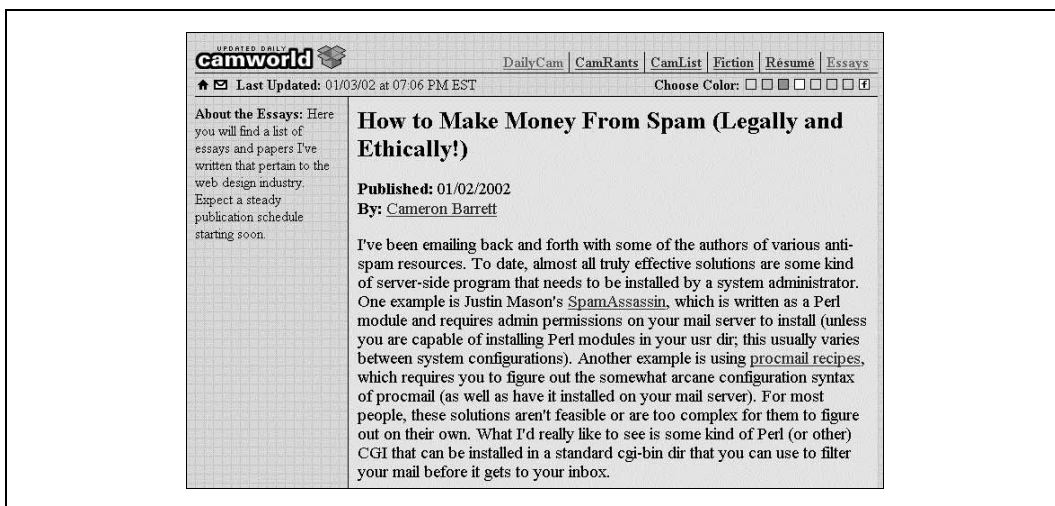 UPDATED DAILY
camworld
DailyCam | CamRants | CamList | Fiction | Résumé | Essays
Last Updated: 01/03/02 at 07:06 PM EST
Choose Color:
f
About the Essays: Here
you will find a list of
essays and papers I've
written that pertain to the
web design industry.
Expect a steady
publication schedule
starting soon.
How to Make Money From Spam (Legally and
Ethically!)
Published: 01/02/2002
By: Cameron Barrett
I've been emailing back and forth with some of the authors of various anti-
spam resources. To date, almost all truly effective solutions are some kind
of server-side program that needs to be installed by a system administrator.
One example is Justin Mason's SpamAssassin, which is written as a Perl
module and requires admin permissions on your mail server to install (unless
you are capable of installing Perl modules in your usr dir; this usually varies
between system configurations). Another example is using procmail recipes,
which requires you to figure out the somewhat arcane configuration syntax
of procmail (as well as have it installed on your mail server). For most
people, these solutions aren't feasible or are too complex for them to figure
out on their own. What I'd really like to see is some kind of Perl (or other)
CGI that can be installed in a standard cgi-bin dir that you can use to filter
your mail before it gets to your inbox.